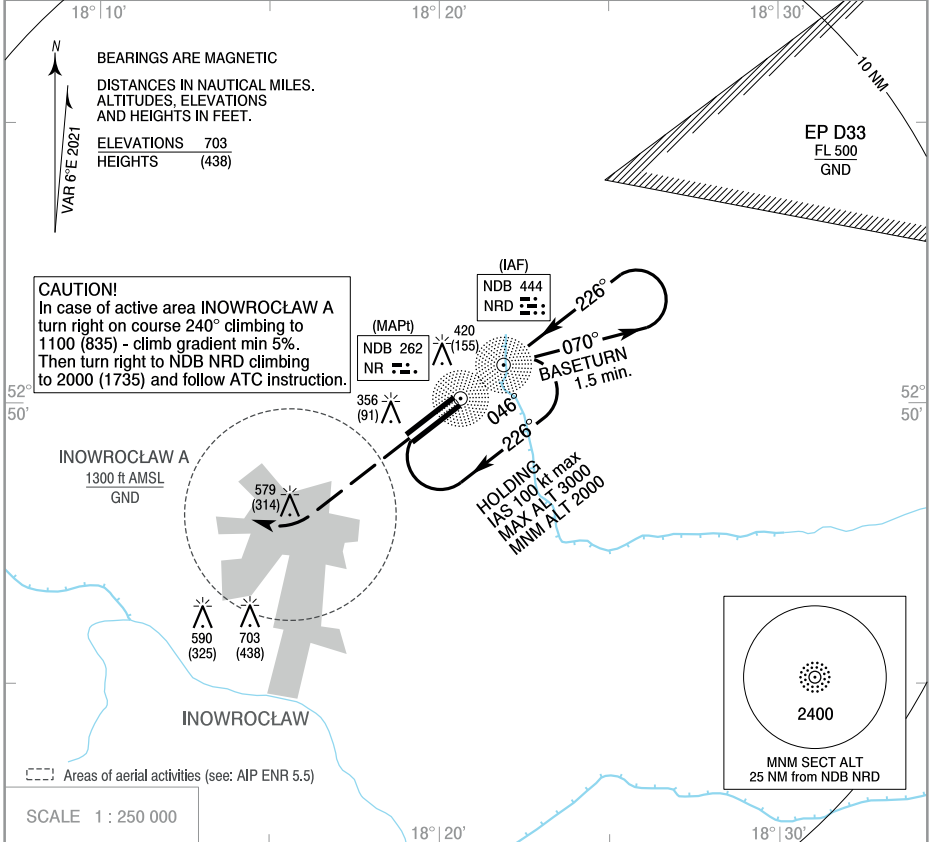 18°10'
18°20'
18°30'
N
VAR 6°E 2021
BEARINGS ARE MAGNETIC
DISTANCES IN NAUTICAL MILES.
ALTITUDES, ELEVATIONS
AND HEIGHTS IN FEET.
ELEVATIONS 703
HEIGHTS (438)
10 NM
EP D33
FL 500
GND
CAUTION!
In case of active area INOWROCŁAW A
turn right on course 240° climbing to
1100 (835) - climb gradient min 5%.
Then turn right to NDB NRD climbing
to 2000 (1735) and follow ATC instruction.
(IAF)
NDB 444
NRD
(MAPt)
NDB 262
NR
420
(155)
356
(91)
226°
070°
BASETURN
1.5 min.
046°
226°
HOLDING
IAS 100 kt max
MAX ALT 3000
MNM ALT 2000
52°
50'
52°
50'
INOWROCŁAW A
1300 ft AMSL
GND
579
(314)
590
(325)
703
(438)
INOWROCŁAW
2400
MNM SECT ALT
25 NM from NDB NRD
Areas of aerial activities (see: AIP ENR 5.5)
SCALE 1 : 250 000
18°20'
18°30'